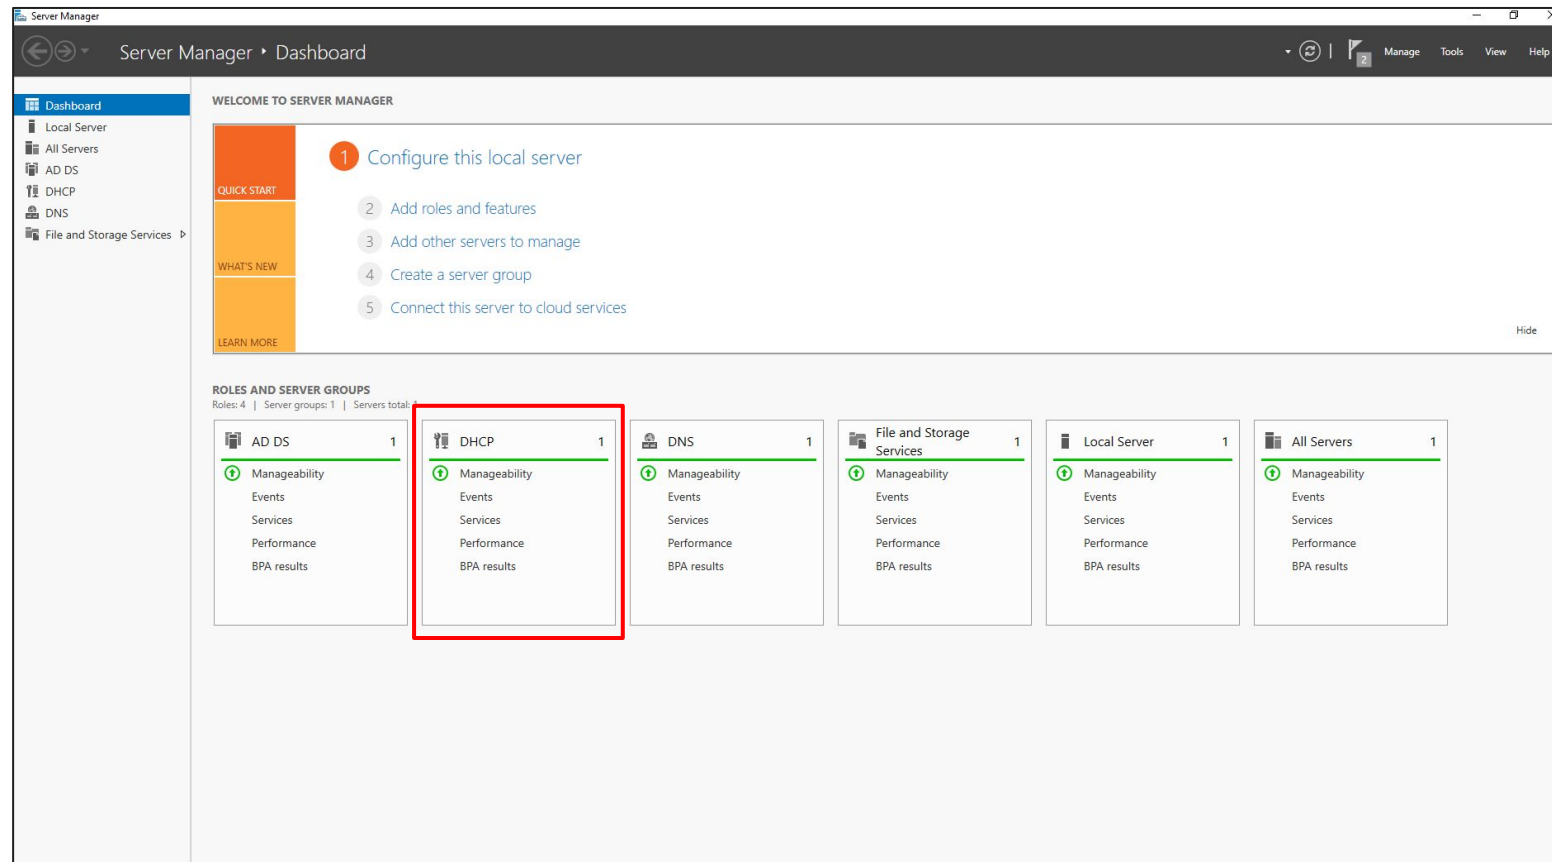 Server Manager
Server Manager • Dashboard
2
Manage Tools View Help
Dashboard
Local Server
All Servers
AD DS
DHCP
DNS
File and Storage Services
WELCOME TO SERVER MANAGER
QUICK START
WHAT'S NEW
LEARN MORE
1 Configure this local server
2 Add roles and features
3 Add other servers to manage
4 Create a server group
5 Connect this server to cloud services
Hide
ROLES AND SERVER GROUPS
Roles: 4 | Server groups: 1 | Servers total: 1
AD DS 1
Manageability
Events
Services
Performance
BPA results
DHCP 1
Manageability
Events
Services
Performance
BPA results
DNS 1
Manageability
Events
Services
Performance
BPA results
File and Storage
Services 1
Manageability
Events
Services
Performance
BPA results
Local Server 1
Manageability
Events
Services
Performance
BPA results
All Servers 1
Manageability
Events
Services
Performance
BPA results